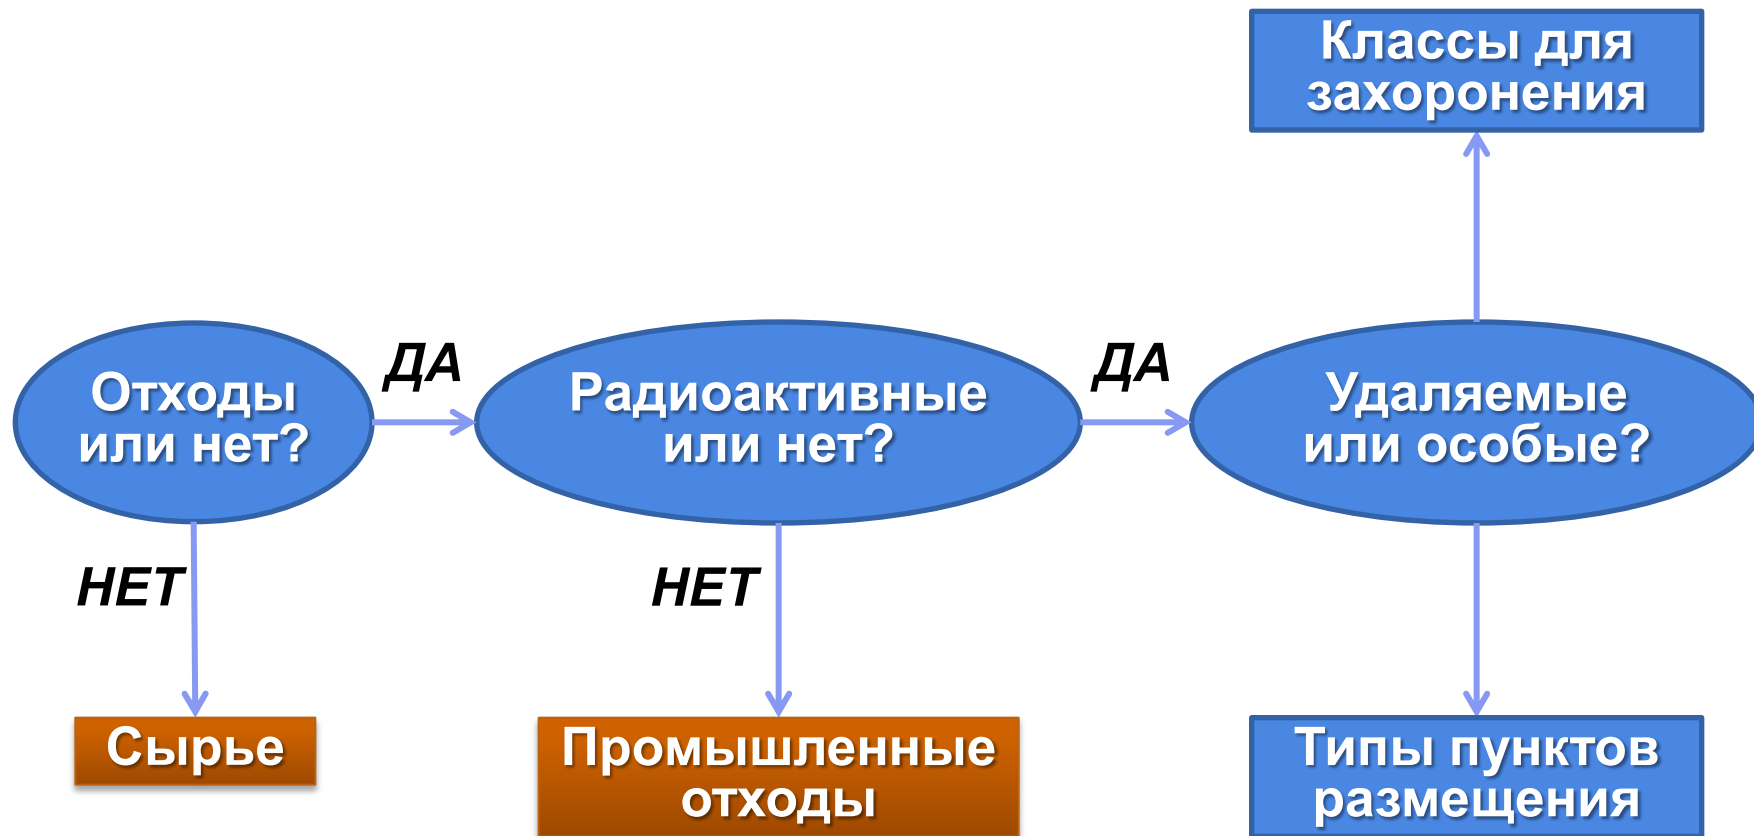 Классы для
захоронения
Отходы
или нет?
ДА
Радиоактивные
или нет?
ДА
Удаляемые
или особые?
НЕТ
НЕТ
Сырье
Промышленные
отходы
Типы пунктов
размещения